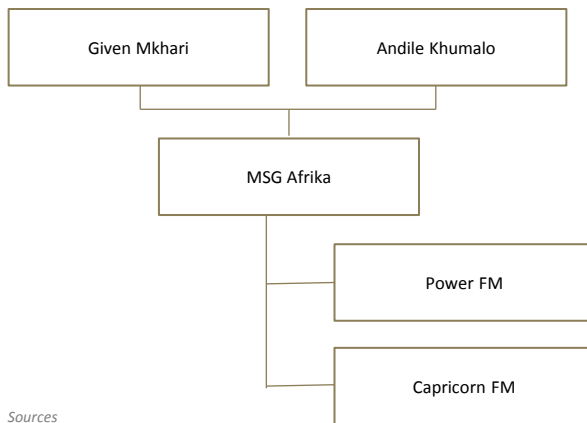 Given Mkhari
Andile Khumalo
MSG Afrika
Power FM
Capricorn FM
Sources